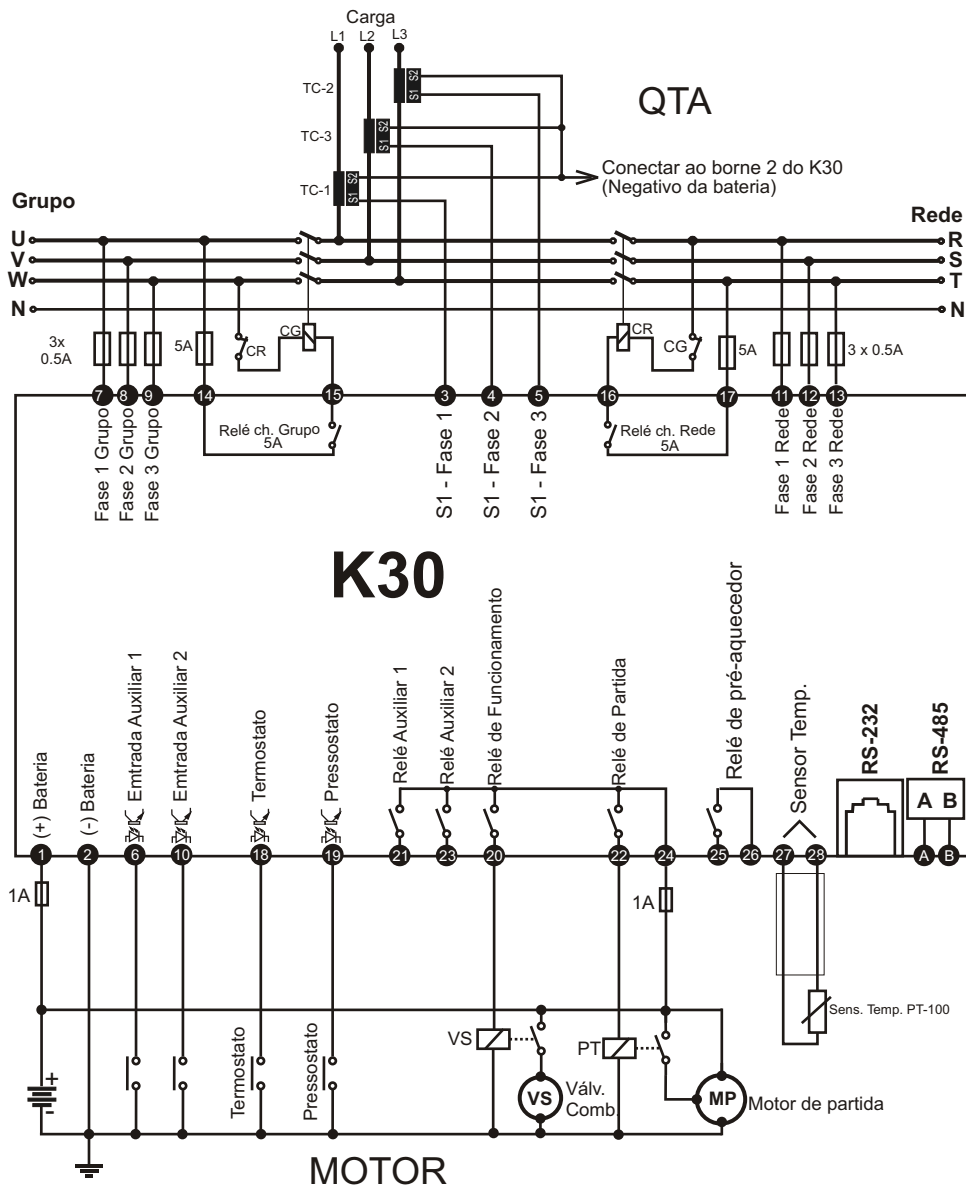 Carga
L1 L2 L3
TC-2
S2
S1
QTA
TC-3
S2
S1
TC-1
S2
S1
Conectar ao borne 2 do K30
(Negativo da bateria)
Grupo
Rede
U
R
V
S
W
T
N
N
3x
0.5A
5A
CR
CG
CR
CG
5A
3 x 0.5A
7 8 9 14 15 3 4 5 16 17 11 12 13
Relé ch. Grupo
5A
Relé ch. Rede
5A
Fase 1 Grupo
Fase 2 Grupo
Fase 3 Grupo
S1 - Fase 1
S1 - Fase 2
S1 - Fase 3
Fase 1 Rede
Fase 2 Rede
Fase 3 Rede
K30
(+) Bateria
(-) Bateria
Emtrada Auxiliar 1
Emtrada Auxiliar 2
Termostato
Pressostato
Relé Auxiliar 1
Relé Auxiliar 2
Relé de Funcionamento
Relé de Partida
Relé de pré-aquecedor
Sensor Temp.
RS-232
RS-485
A B
1 2 6 10 18 19 21 23 20 22 24 25 26 27 28 A B
1A
1A
Sens. Temp. PT-100
Termostato
Pressostato
VS
PT
+
-
VS
Válv.
Comb.
MP
Motor de partida
MOTOR